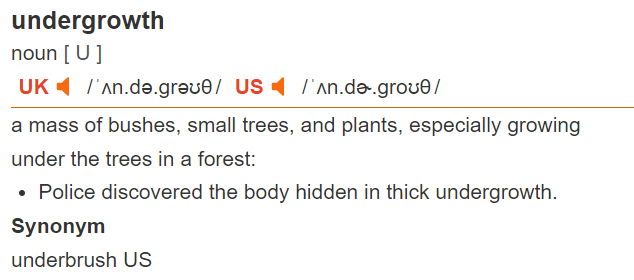 undergrowth
noun [ U ]
UK /ˈʌn.də.ɡrəʊθ/ US /ˈʌn.dɚ.ɡroʊθ/
a mass of bushes, small trees, and plants, especially growing
under the trees in a forest:
• Police discovered the body hidden in thick undergrowth.
Synonym
underbrush US